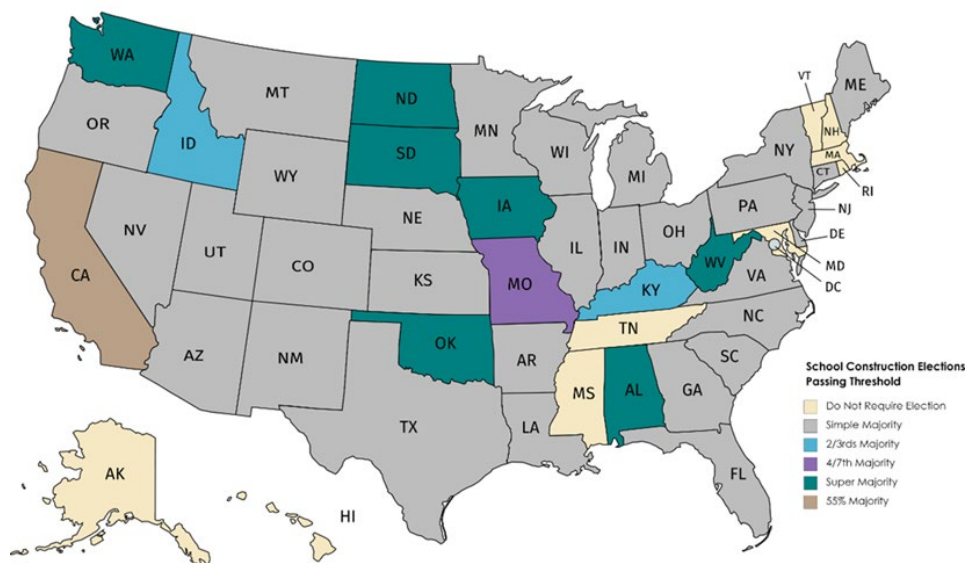 WA
MT
ND
OR
ID
SD
WY
MN
WI
MI
NY
VT
NH
ME
MA
CT
RI
NJ
PA
DE
MD
DC
NV
UT
NE
IA
IL
IN
OH
WV
VA
CA
CO
KS
MO
KY
NC
TN
SC
AZ
NM
OK
AR
MS
AL
GA
TX
LA
FL
AK
HI
School Construction Elections
Passing Threshold
Do Not Require Election
Simple Majority
2/3rds Majority
4/7th Majority
Super Majority
55% Majority